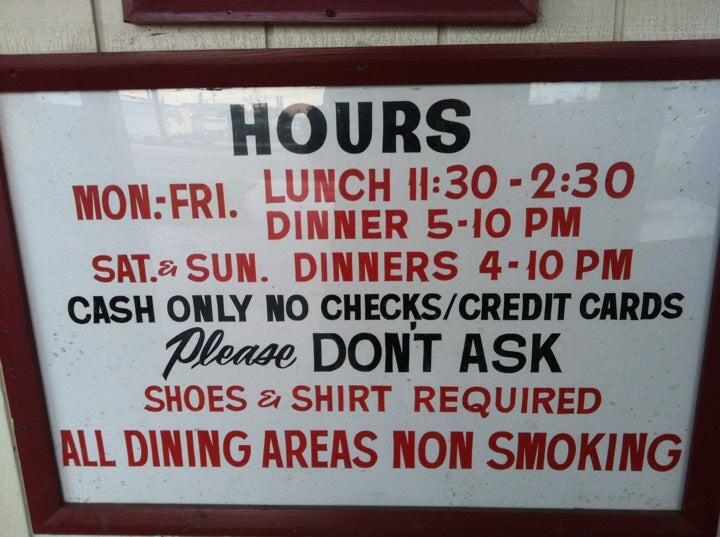 HOURS
MON.-FRI. LUNCH 11:30 - 2:30
DINNER 5-10 PM
SAT. & SUN. DINNERS 4-10 PM
CASH ONLY NO CHECKS/CREDIT CARDS
Please DON'T ASK
SHOES & SHIRT REQUIRED
ALL DINING AREAS NON SMOKING